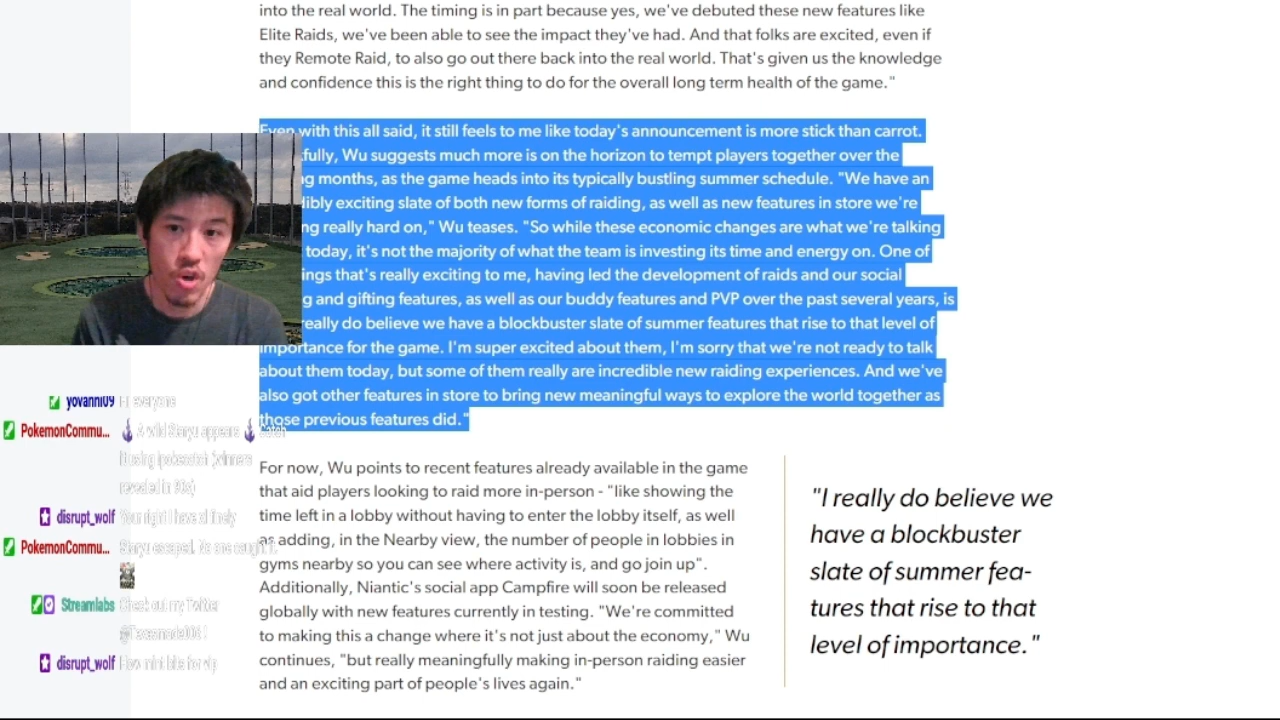 into the real world. The timing is in part because yes, we've debuted these new features like
Elite Raids, we've been able to see the impact they've had. And that folks are excited, even if
they Remote Raid, to also go out there back into the real world. That's given us the knowledge
and confidence this is the right thing to do for the overall long term health of the game."
Even with this all said, it still feels to me like today's announcement is more stick than carrot.
Wu suggests much more is on the horizon to tempt players together over the
months, as the game heads into its typically bustling summer schedule. "We have an
exciting slate of both new forms of raiding, as well as new features in store we're
really hard on," Wu teases. "So while these economic changes are what we're talking
today, it's not the majority of what the team is investing its time and energy on. One of
that's really exciting to me, having led the development of raids and our social
and gifting features, as well as our buddy features and PVP over the past several years, is
really do believe we have a blockbuster slate of summer features that rise to that level of
importance for the game. I'm super excited about them, I'm sorry that we're not ready to talk
about them today, but some of them really are incredible new raiding experiences. And we've
also got other features in store to bring new meaningful ways to explore the world together as
those previous features did."
For now, Wu points to recent features already available in the game
that aid players looking to raid more in-person - "like showing the
time left in a lobby without having to enter the lobby itself, as well
as adding, in the Nearby view, the number of people in lobbies in
gyms nearby so you can see where activity is, and go join up".
Additionally, Niantic's social app Campfire will soon be released
globally with new features currently in testing. "We're committed
to making this a change where it's not just about the economy," Wu
continues, "but really meaningfully making in-person raiding easier
and an exciting part of people's lives again."
"I really do believe we
have a blockbuster
slate of summer fea-
tures that rise to that
level of importance."
yovanni09 everyone
PokemonCommu... A wild Staryu appears Catch
revealed in 90s)
disrupt_wolf
PokemonCommu... Staryu escaped. No one caught it.
Streamlabs Check out my Twitter
disrupt_wolf